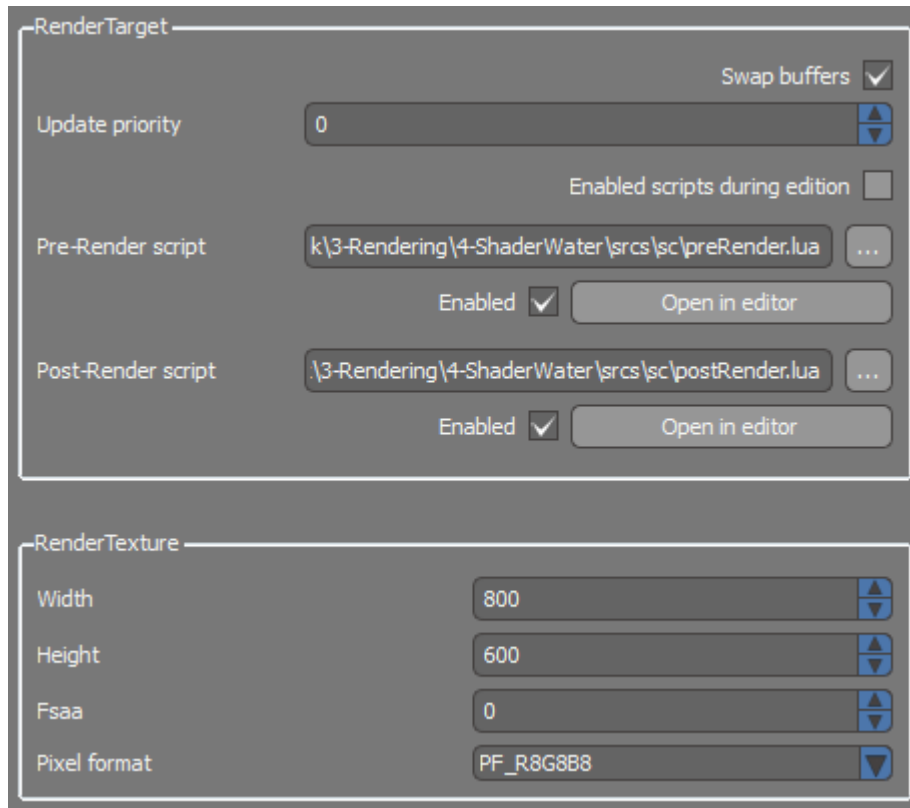 RenderTarget
Swap buffers
Update priority 0
Enabled scripts during edition
Pre-Render script k\3-Rendering\4-ShaderWater\srcs\sc\preRender.lua ...
Enabled Open in editor
Post-Render script .\3-Rendering\4-ShaderWater\srcs\sc\postRender.lua ...
Enabled Open in editor
RenderTexture
Width 800
Height 600
Fsaa 0
Pixel format PF_R8G8B8